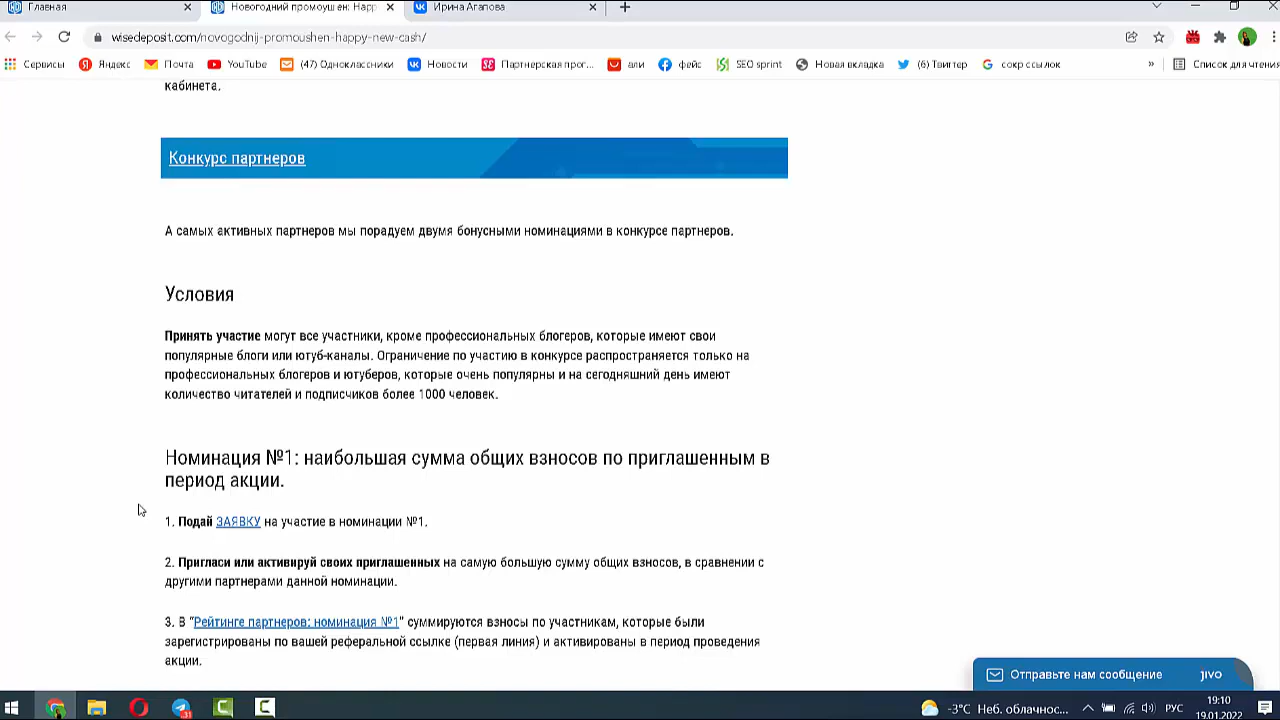 Главная
Новогодний промоушен: Happ
Ирина Агапова
wisedeposit.com/novogodnij-promoushen-happy-new-cash/
Сервисы
Яндекс
Почта
YouTube
(47) Одноклассники
Новости
Партнерская прог...
али
фейс
SEO sprint
Новая вкладка
(6) Твиттер
сокр ссылок
»
Список для чтения
кабинета.
Конкурс партнеров
А самых активных партнеров мы порадуем двумя бонусными номинациями в конкурсе партнеров.
Условия
Принять участие могут все участники, кроме профессиональных блогеров, которые имеют свои
популярные блоги или ютуб-каналы. Ограничение по участию в конкурсе распространяется только на
профессиональных блогеров и ютуберов, которые очень популярны и на сегодняшний день имеют
количество читателей и подписчиков более 1000 человек.
Номинация №1: наибольшая сумма общих взносов по приглашенным в
период акции.
1. Подай ЗАЯВКУ на участие в номинации №1.
2. Пригласи или активируй своих приглашенных на самую большую сумму общих взносов, в сравнении с
другими партнерами данной номинации.
3. В "Рейтинге партнеров: номинация №1" суммируются взносы по участникам, которые были
зарегистрированы по вашей реферальной ссылке (первая линия) и активированы в период проведения
акции.
Отправьте нам сообщение
jivo
31
-3°C Неб. облачнос...
РУС
19:10
19.01.2022